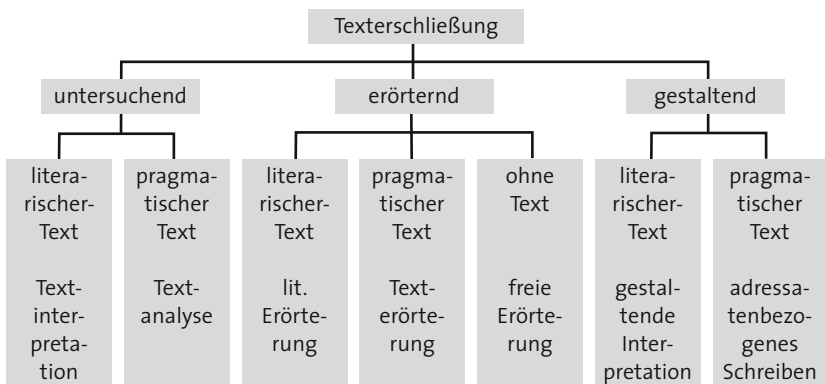 Texterschließung
untersuchend
erörternd
gestaltend
litera-
rischer-
Text
Text-
inter-
preta-
tion
pragma-
tischer
Text
Text-
analyse
litera-
rischer-
Text
lit.
Erörte-
rung
pragma-
tischer
Text
Text-
erörte-
rung
ohne
Text
freie
Erörte-
rung
litera-
rischer-
Text
gestal-
tende
Inter-
pretation
pragma-
tischer
Text
adressa-
tenbezo-
genes
Schreiben